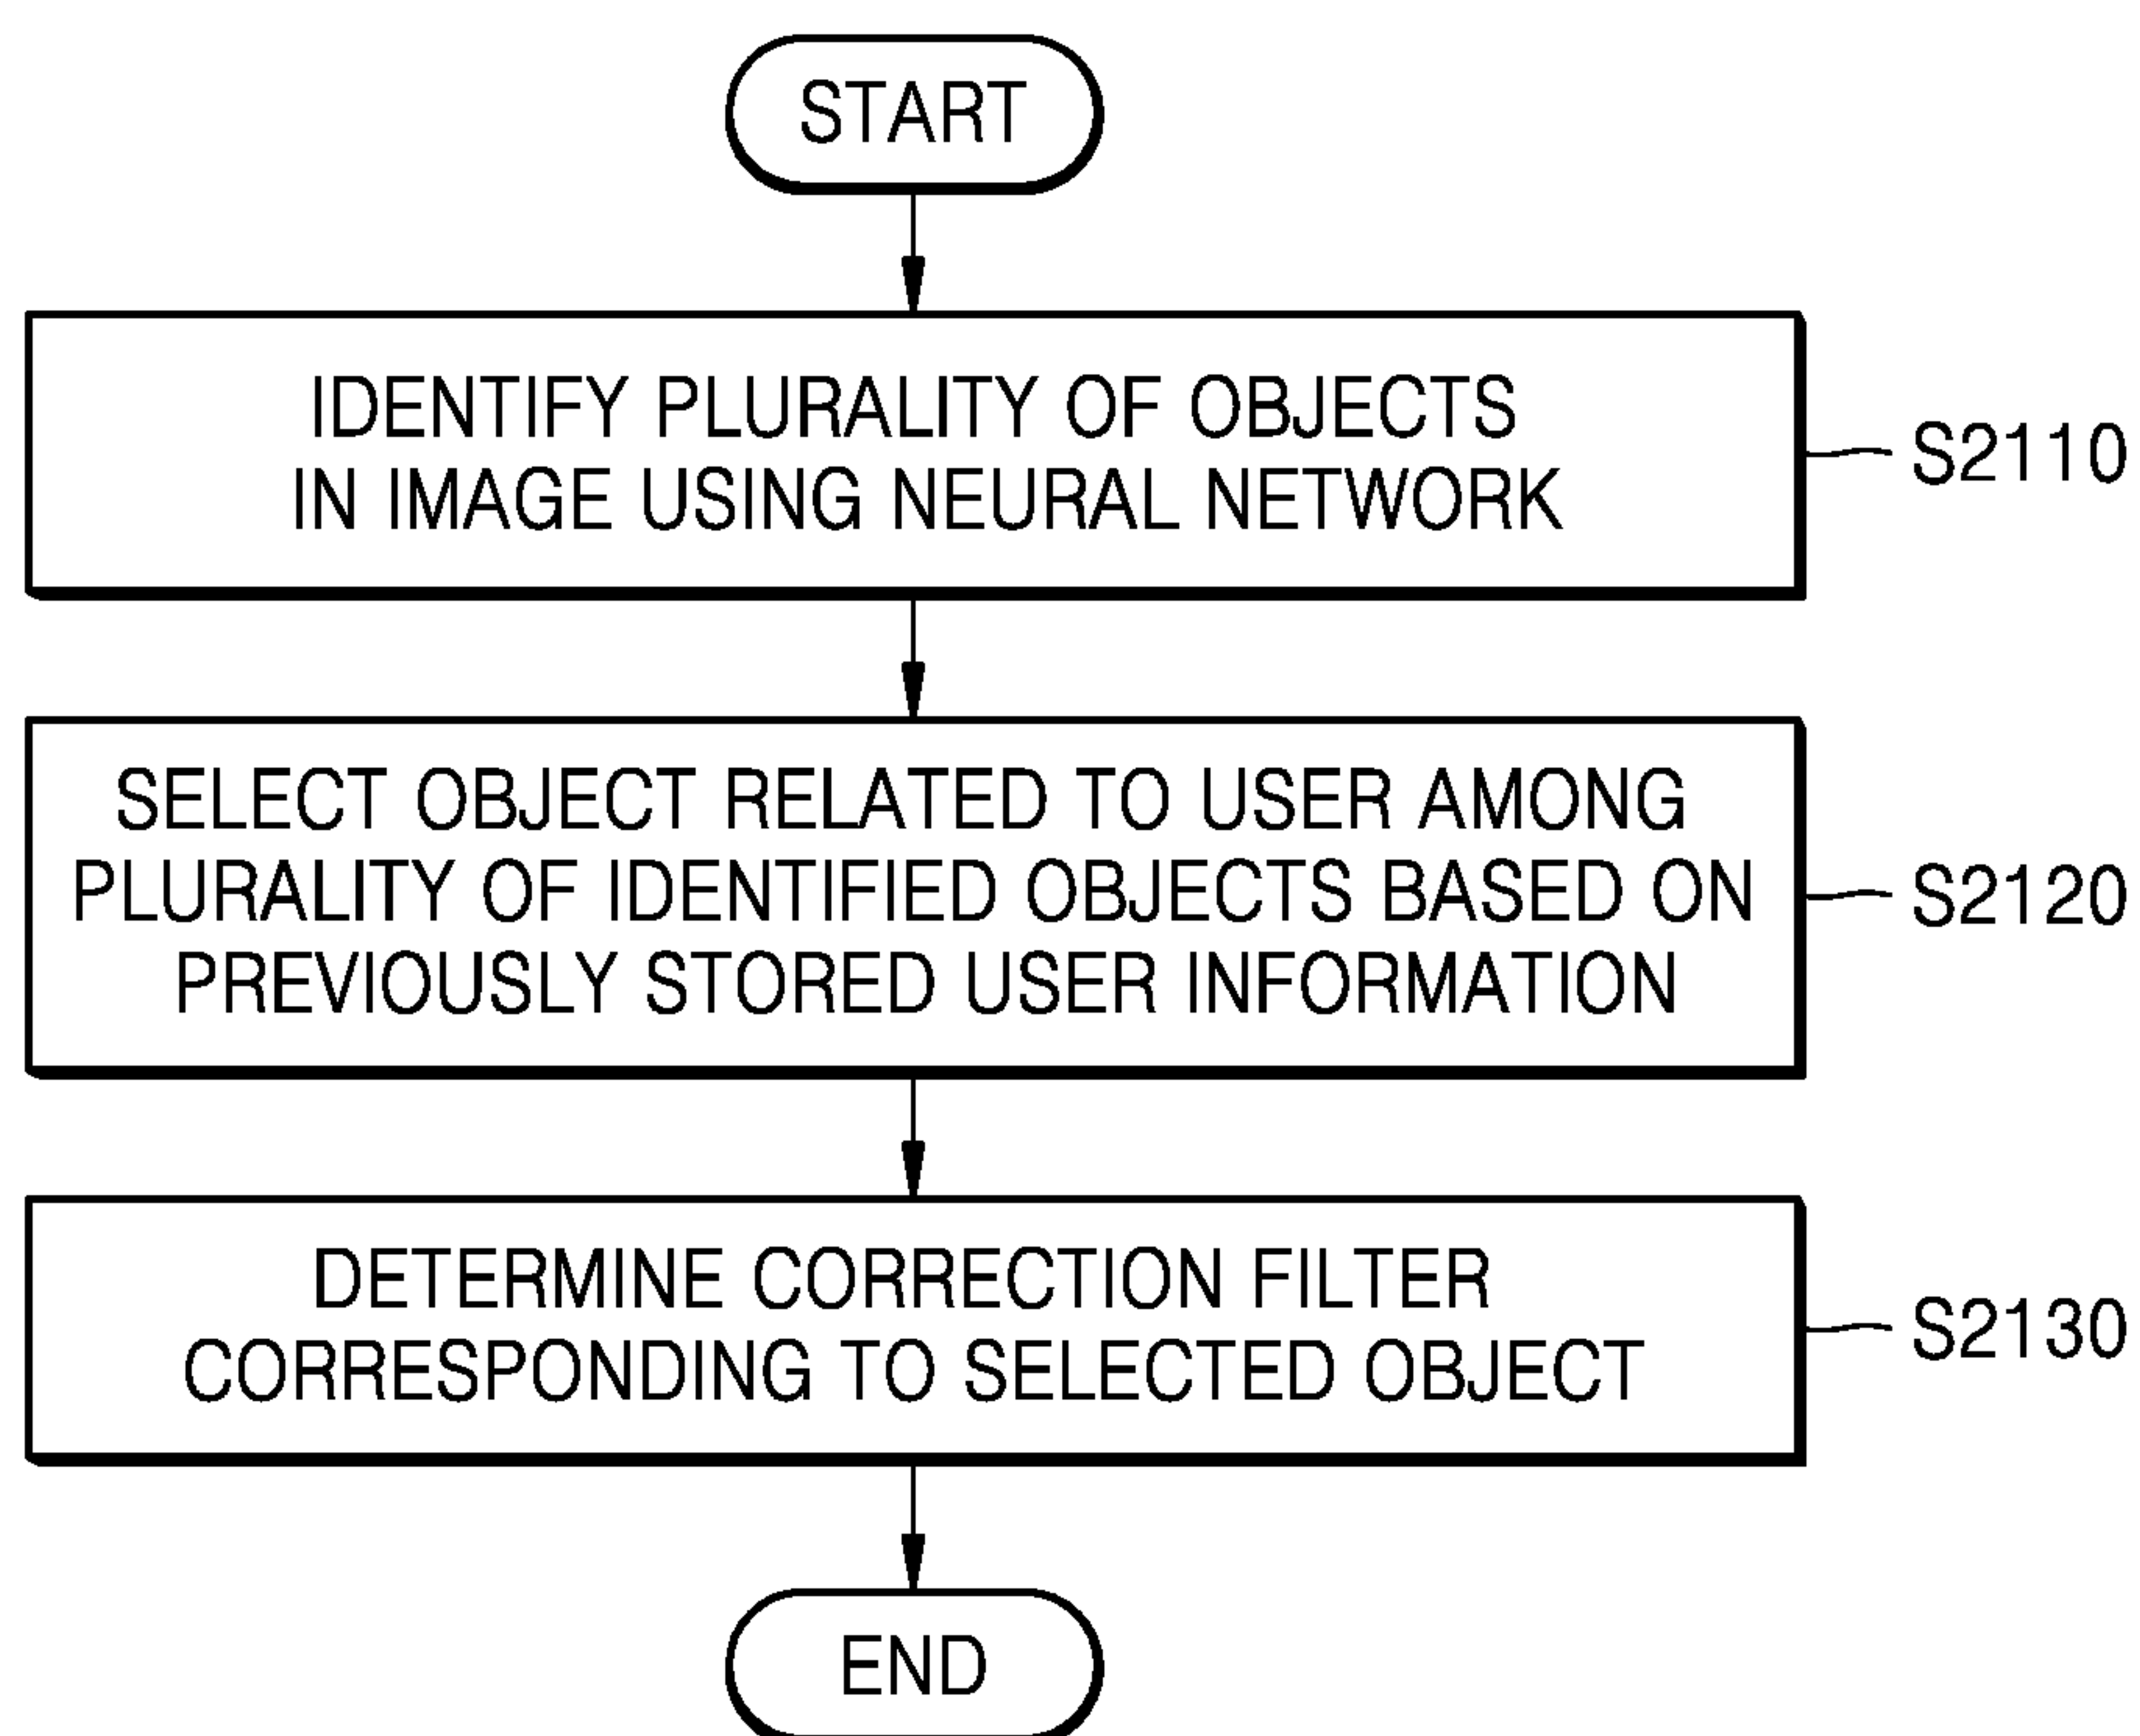 START
IDENTIFY PLURALITY OF OBJECTS
IN IMAGE USING NEURAL NETWORK
S2110
SELECT OBJECT RELATED TO USER AMONG
PLURALITY OF IDENTIFIED OBJECTS BASED ON
PREVIOUSLY STORED USER INFORMATION
S2120
DETERMINE CORRECTION FILTER
CORRESPONDING TO SELECTED OBJECT
S2130
END